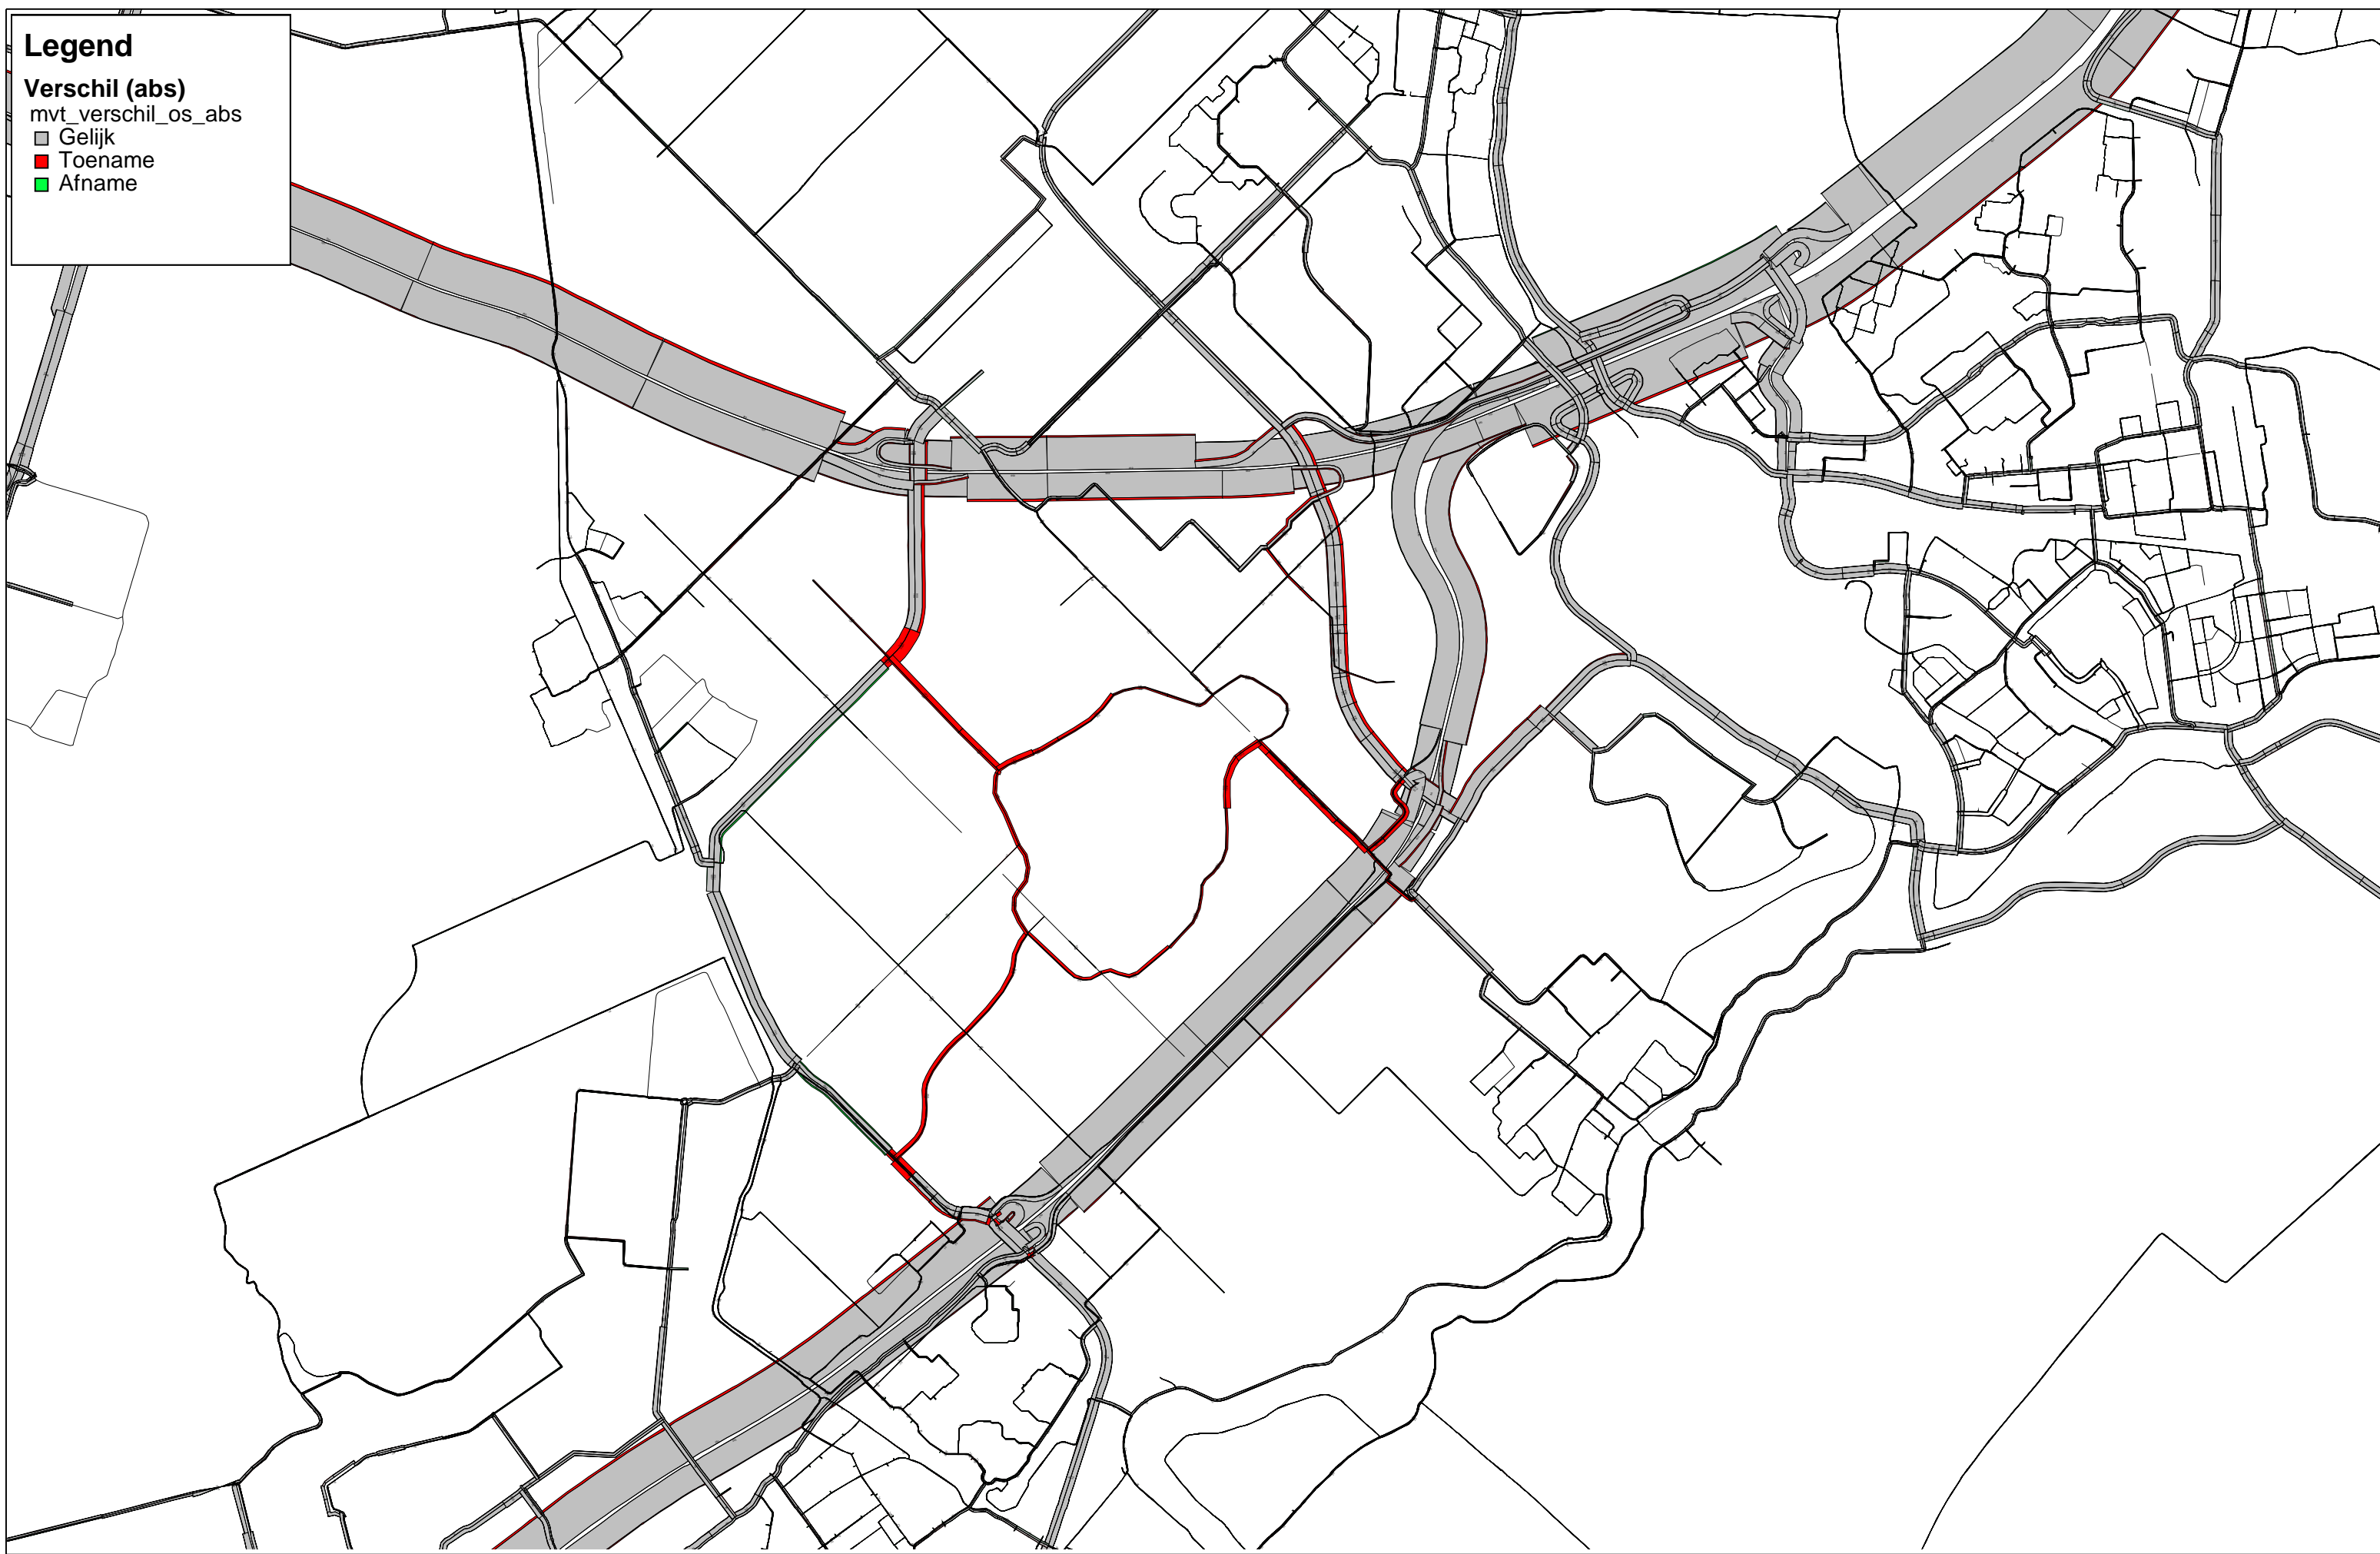 Legend
Verschil (abs)
mvt_verschil_os_abs
Gelijk
Toename
Afname